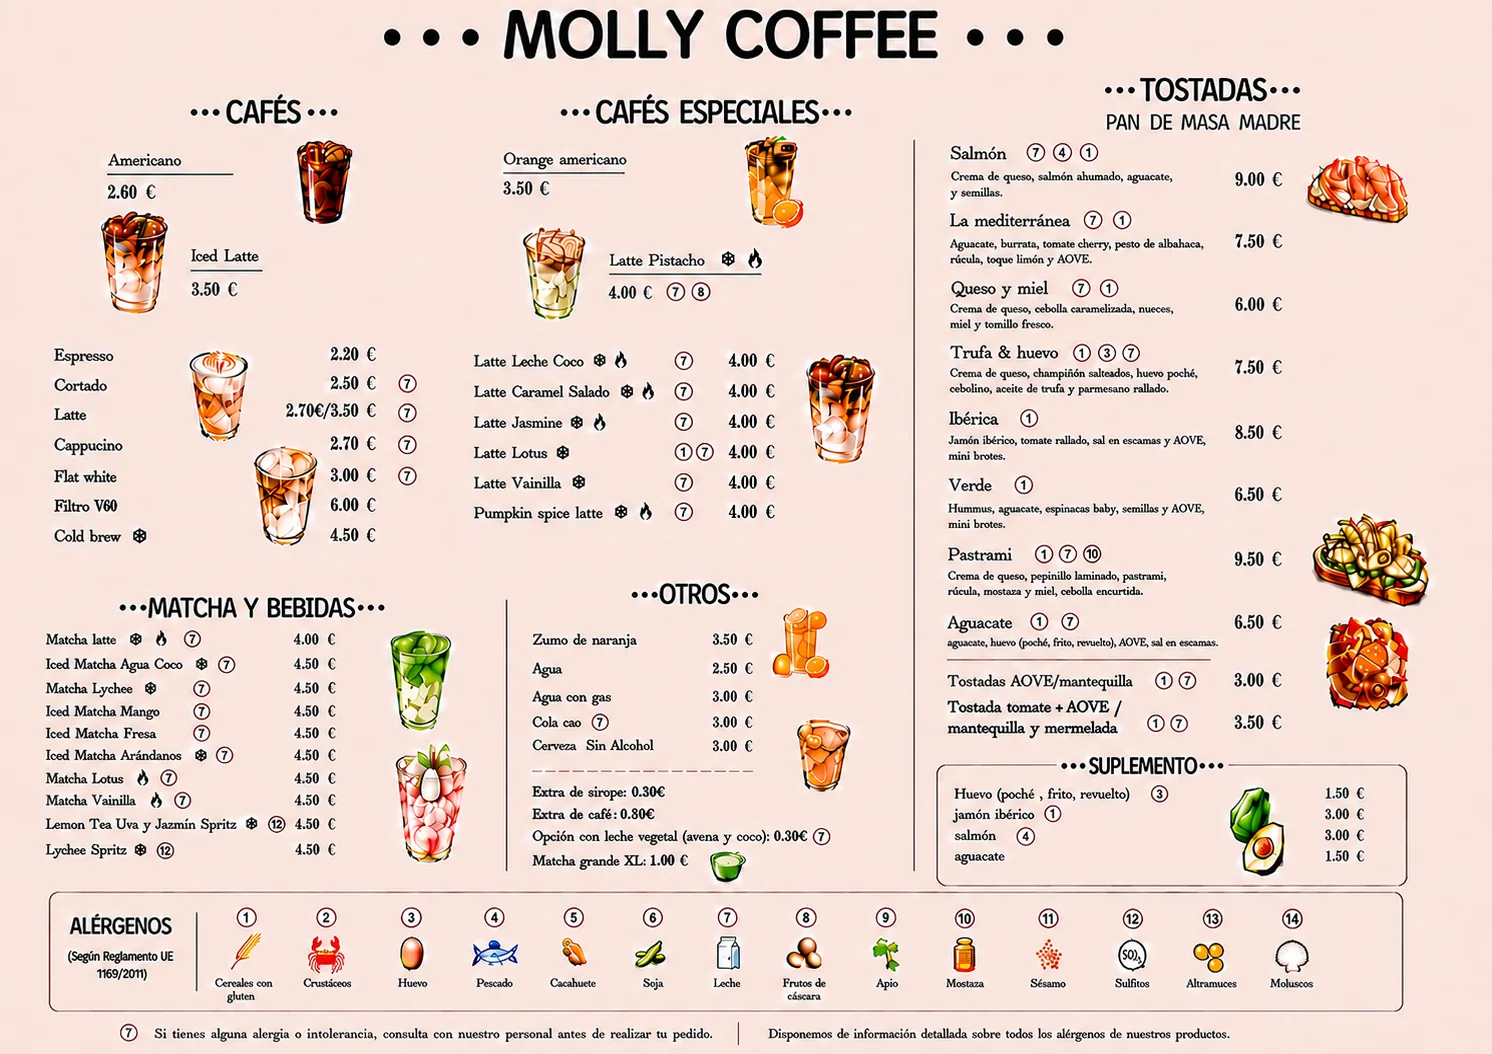 ••• MOLLY COFFEE •••
••• CAFÉS •••
Americano
2.60 €
Iced Latte
3.50 €
Espresso 2.20 €
Cortado 2.50 € 7
Latte 2.70€/3.50 € 7
Cappucino 2.70 € 7
Flat white 3.00 € 7
Filtro V60 6.00 €
Cold brew 4.50 €
••• CAFÉS ESPECIALES •••
Orange americano
3.50 €
Latte Pistacho
4.00 € 7 8
Latte Leche Coco 7 4.00 €
Latte Caramel Salado 7 4.00 €
Latte Jasmine 7 4.00 €
Latte Lotus 1 7 4.00 €
Latte Vainilla 7 4.00 €
Pumpkin spice latte 7 4.00 €
••• MATCHA Y BEBIDAS •••
Matcha latte 7 4.00 €
Iced Matcha Agua Coco 7 4.50 €
Matcha Lychee 7 4.50 €
Iced Matcha Mango 7 4.50 €
Iced Matcha Fresa 7 4.50 €
Iced Matcha Arándanos 7 4.50 €
Matcha Lotus 7 4.50 €
Matcha Vainilla 7 4.50 €
Lemon Tea Uva y Jazmín Spritz 12 4.50 €
Lychee Spritz 12 4.50 €
••• OTROS •••
Zumo de naranja 3.50 €
Agua 2.50 €
Agua con gas 3.00 €
Cola cao 7 3.00 €
Cerveza Sin Alcohol 3.00 €
Extra de sirope: 0.30€
Extra de café: 0.80€
Opción con leche vegetal (avena y coco): 0.30€ 7
Matcha grande XL: 1.00 €
••• TOSTADAS •••
PAN DE MASA MADRE
Salmón 7 4 1
Crema de queso, salmón ahumado, aguacate, 9.00 €
y semillas.
La mediterránea 7 1
Aguacate, burrata, tomate cherry, pesto de albahaca, 7.50 €
rúcula, toque limón y AOVE.
Queso y miel 7 1
Crema de queso, cebolla caramelizada, nueces, 6.00 €
miel y tomillo fresco.
Trufa & huevo 1 3 7
Crema de queso, champiñón salteados, huevo poché, 7.50 €
cebolino, aceite de trufa y parmesano rallado.
Ibérica 1
Jamón ibérico, tomate rallado, sal en escamas y AOVE, 8.50 €
mini brotes.
Verde 1
Hummus, aguacate, espinacas baby, semillas y AOVE, 6.50 €
mini brotes.
Pastrami 1 7 10 9.50 €
Crema de queso, pepinillo laminado, pastrami,
rúcula, mostaza y miel, cebolla encurtida.
Aguacate 1 7 6.50 €
aguacate, huevo (poché, frito, revuelto), AOVE, sal en escamas.
Tostadas AOVE/mantequilla 1 7 3.00 €
Tostada tomate + AOVE /
mantequilla y mermelada 1 7 3.50 €
••• SUPLEMENTO •••
Huevo (poché , frito, revuelto) 3 1.50 €
jamón ibérico 1 3.00 €
salmón 4 3.00 €
aguacate 1.50 €
ALÉRGENOS
(Según Reglamento UE
1169/2011)
1 Cereales con gluten
2 Crustáceos
3 Huevo
4 Pescado
5 Cacahuete
6 Soja
7 Leche
8 Frutos de cáscara
9 Apio
10 Mostaza
11 Sésamo
12 SO₂ Sulfitos
13 Altramuces
14 Moluscos
7 Si tienes alguna alergia o intolerancia, consulta con nuestro personal antes de realizar tu pedido.
Disponemos de información detallada sobre todos los alérgenos de nuestros productos.